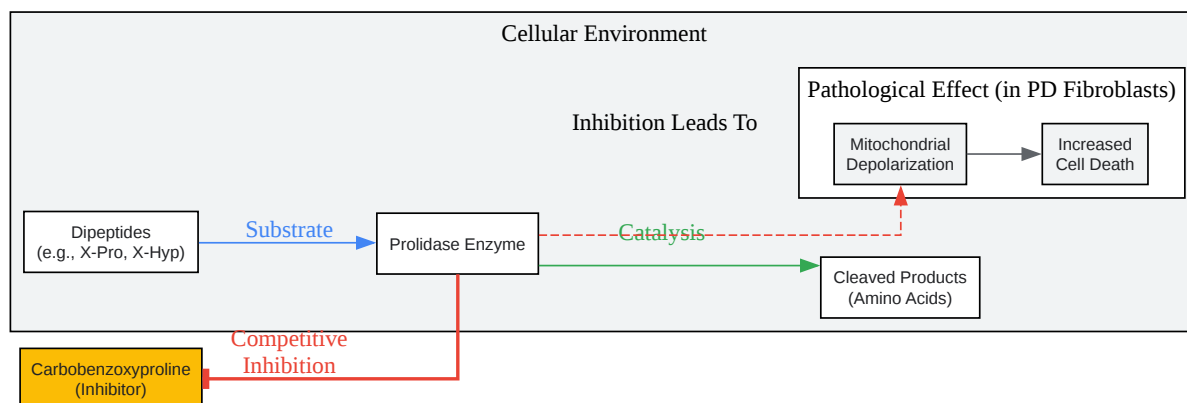 Cellular Environment
Pathological Effect (in PD Fibroblasts)
Inhibition Leads To
Mitochondrial
Depolarization
Increased
Cell Death
Dipeptides
(e.g., X-Pro, X-Hyp)
Substrate
Prolidase Enzyme
Catalysis
Cleaved Products
(Amino Acids)
Competitive
Inhibition
Carbobenzoxyproline
(Inhibitor)